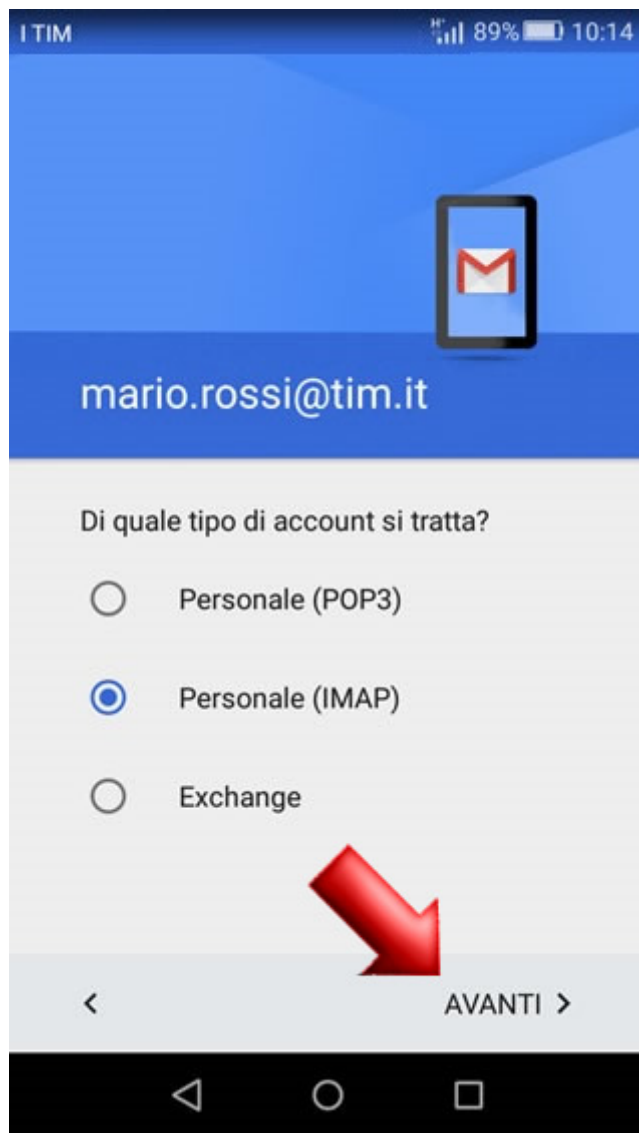 I TIM H+ 89% 10:14
mario.rossi@tim.it
Di quale tipo di account si tratta?
Personale (POP3)
Personale (IMAP)
Exchange
AVANTI